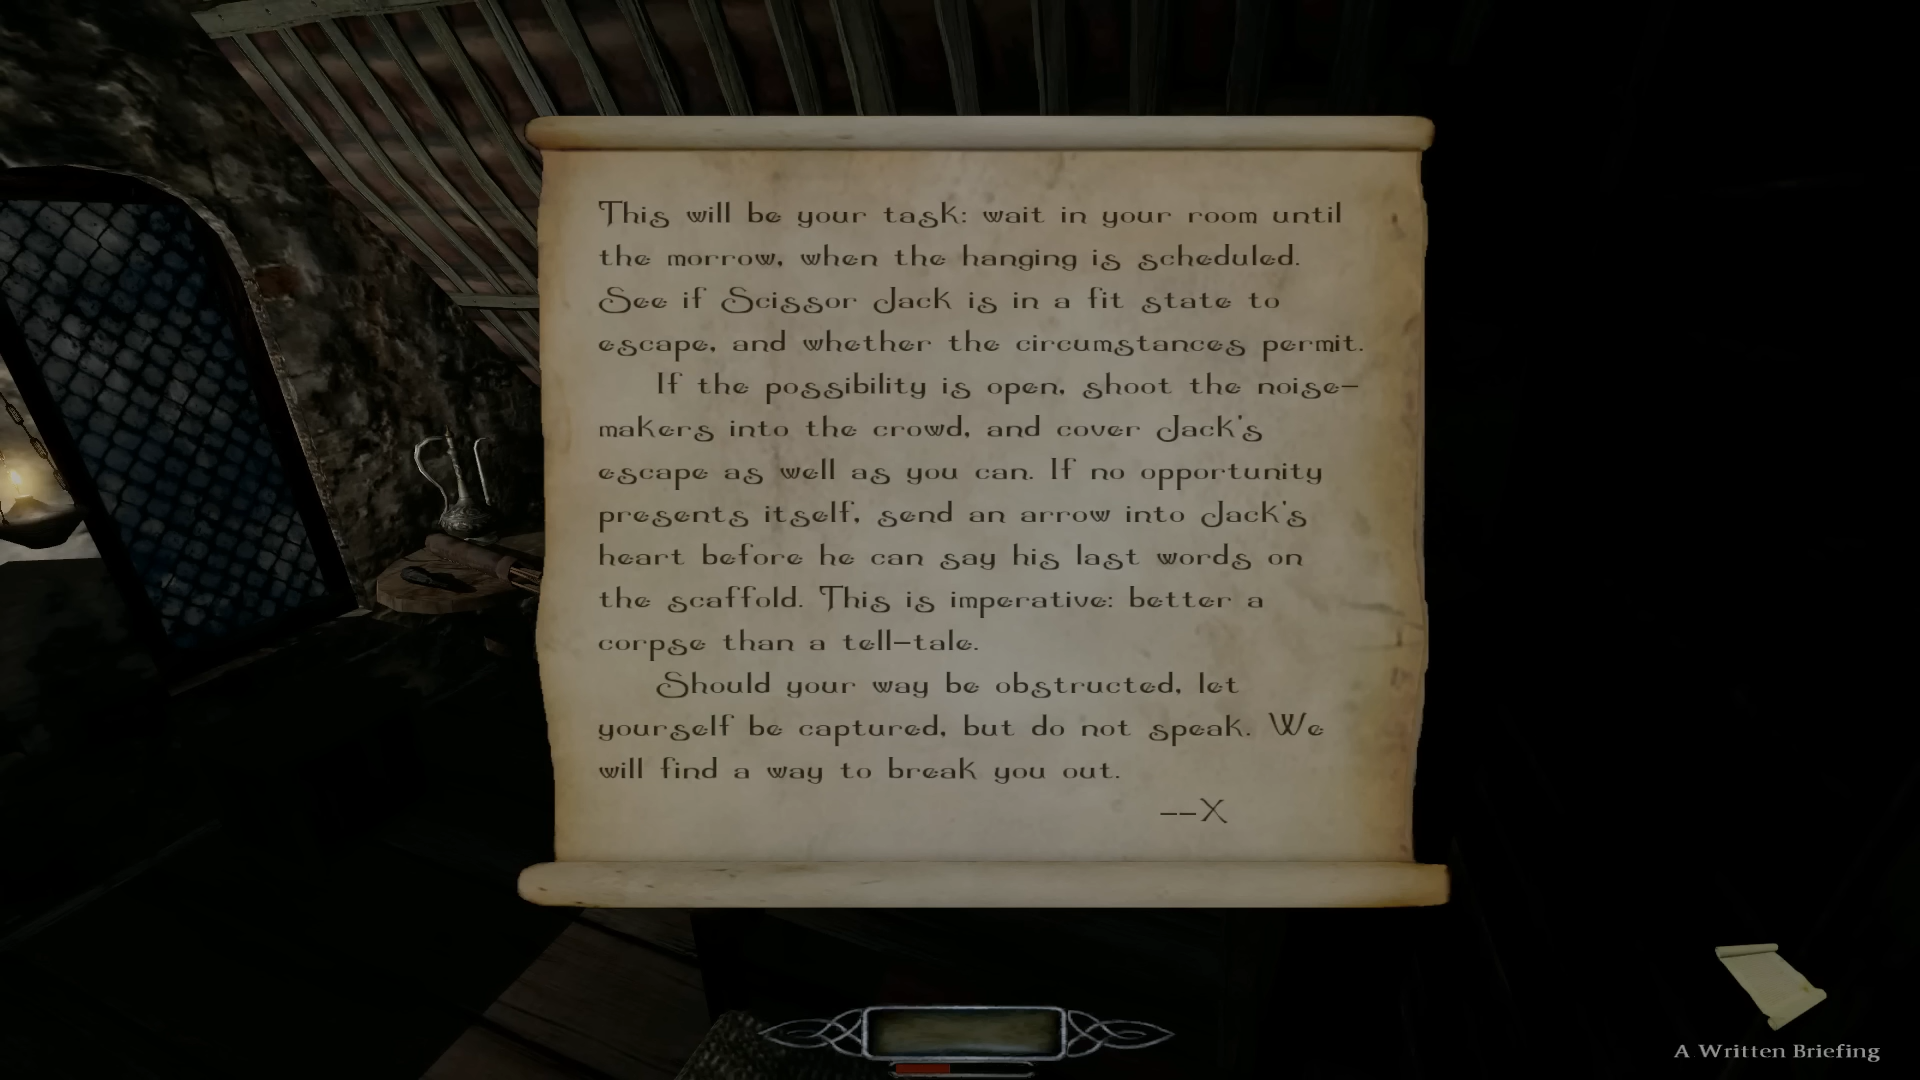 This will be your task: wait in your room until
the morrow, when the hanging is scheduled.
See if Scissor Jack is in a fit state to
escape, and whether the circumstances permit.
If the possibility is open, shoot the noise-
makers into the crowd, and cover Jack's
escape as well as you can. If no opportunity
presents itself, send an arrow into Jack's
heart before he can say his last words on
the scaffold. This is imperative: better a
corpse than a tell-tale.
Should your way be obstructed, let
yourself be captured, but do not speak. We
will find a way to break you out.
--X
A Written Briefing